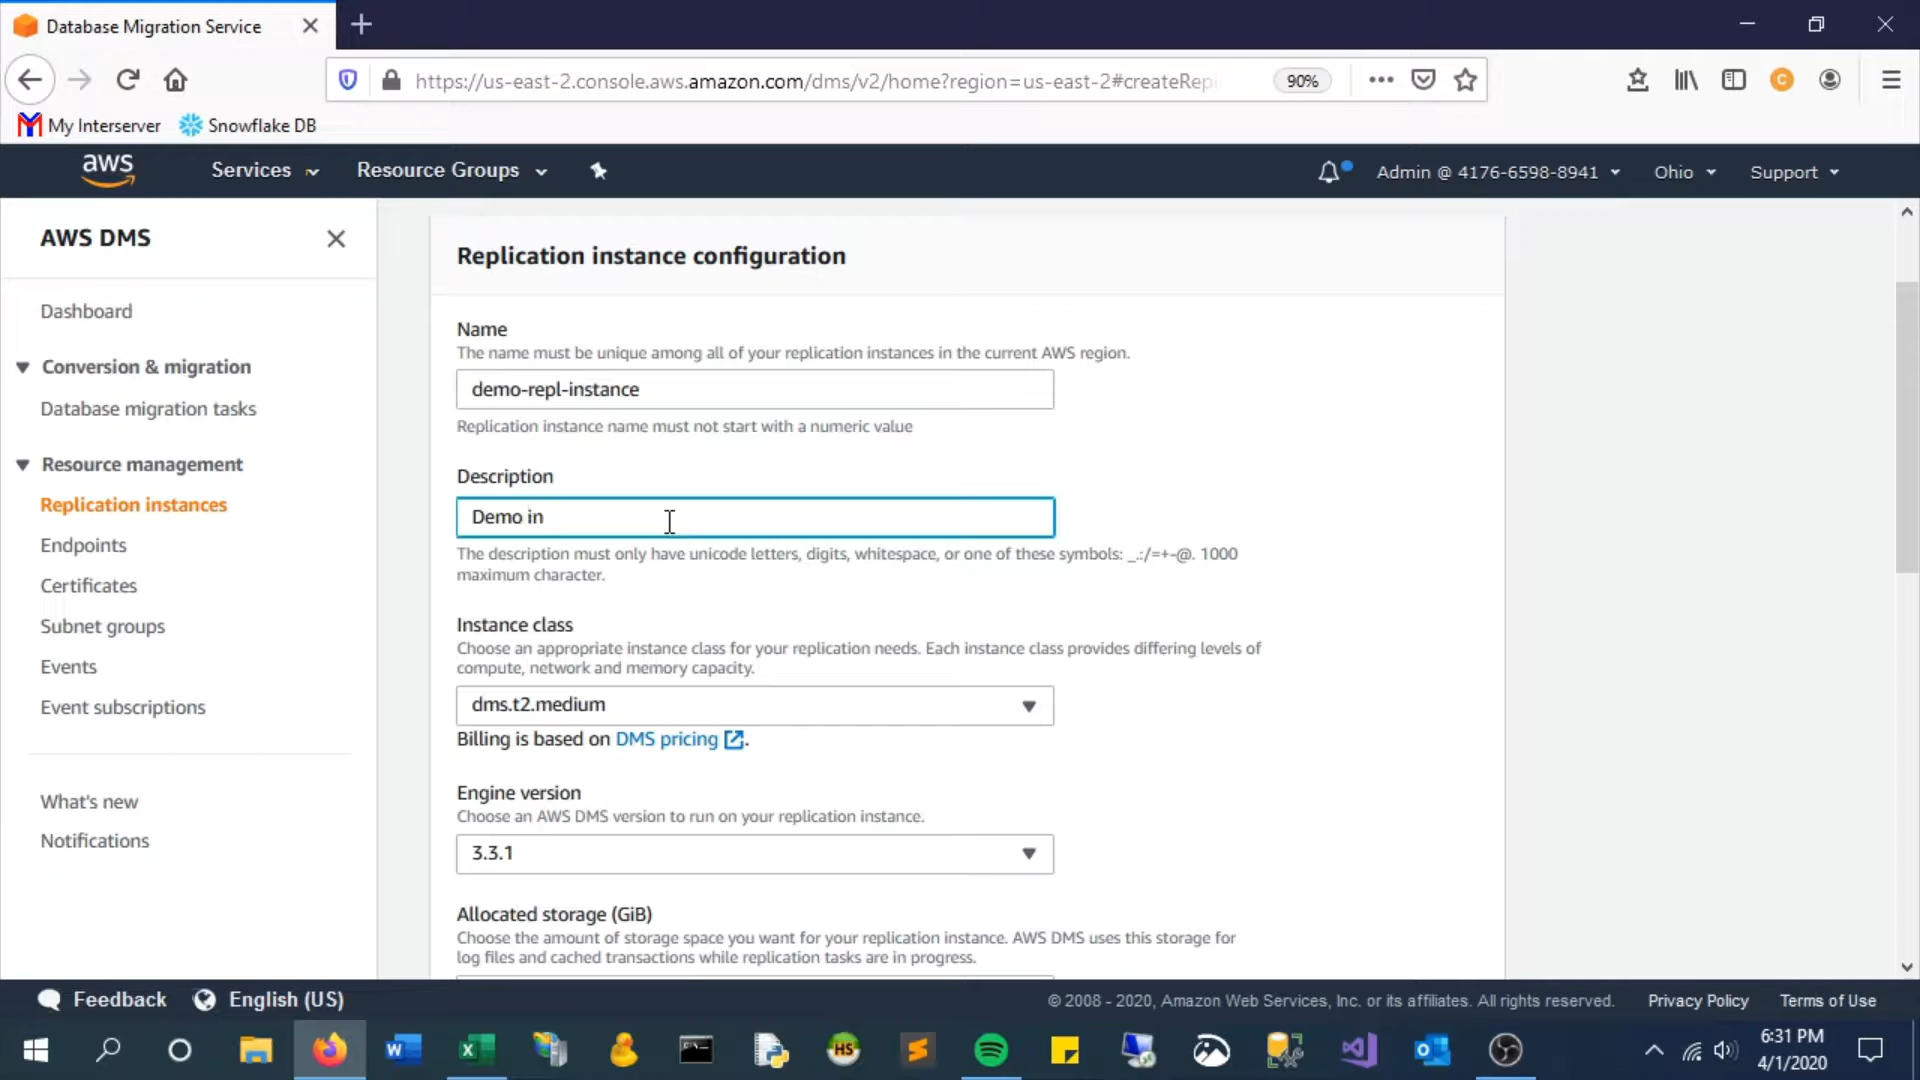 Database Migration Service
https://us-east-2.console.aws.amazon.com/dms/v2/home?region=us-east-2#createRepl
90%
My Interserver
Snowflake DB
aws
Services
Resource Groups
Admin @ 4176-6598-8941
Ohio
Support
AWS DMS
Dashboard
Conversion & migration
Database migration tasks
Resource management
Replication instances
Endpoints
Certificates
Subnet groups
Events
Event subscriptions
What's new
Notifications
Replication instance configuration
Name
The name must be unique among all of your replication instances in the current AWS region.
demo-repl-instance
Replication instance name must not start with a numeric value
Description
Demo in
The description must only have unicode letters, digits, whitespace, or one of these symbols: _.:/=+-@. 1000
maximum character.
Instance class
Choose an appropriate instance class for your replication needs. Each instance class provides differing levels of
compute, network and memory capacity.
dms.t2.medium
Billing is based on DMS pricing .
Engine version
Choose an AWS DMS version to run on your replication instance.
3.3.1
Allocated storage (GiB)
Choose the amount of storage space you want for your replication instance. AWS DMS uses this storage for
log files and cached transactions while replication tasks are in progress.
Feedback
English (US)
© 2008 - 2020, Amazon Web Services, Inc. or its affiliates. All rights reserved.
Privacy Policy
Terms of Use
6:31 PM
4/1/2020